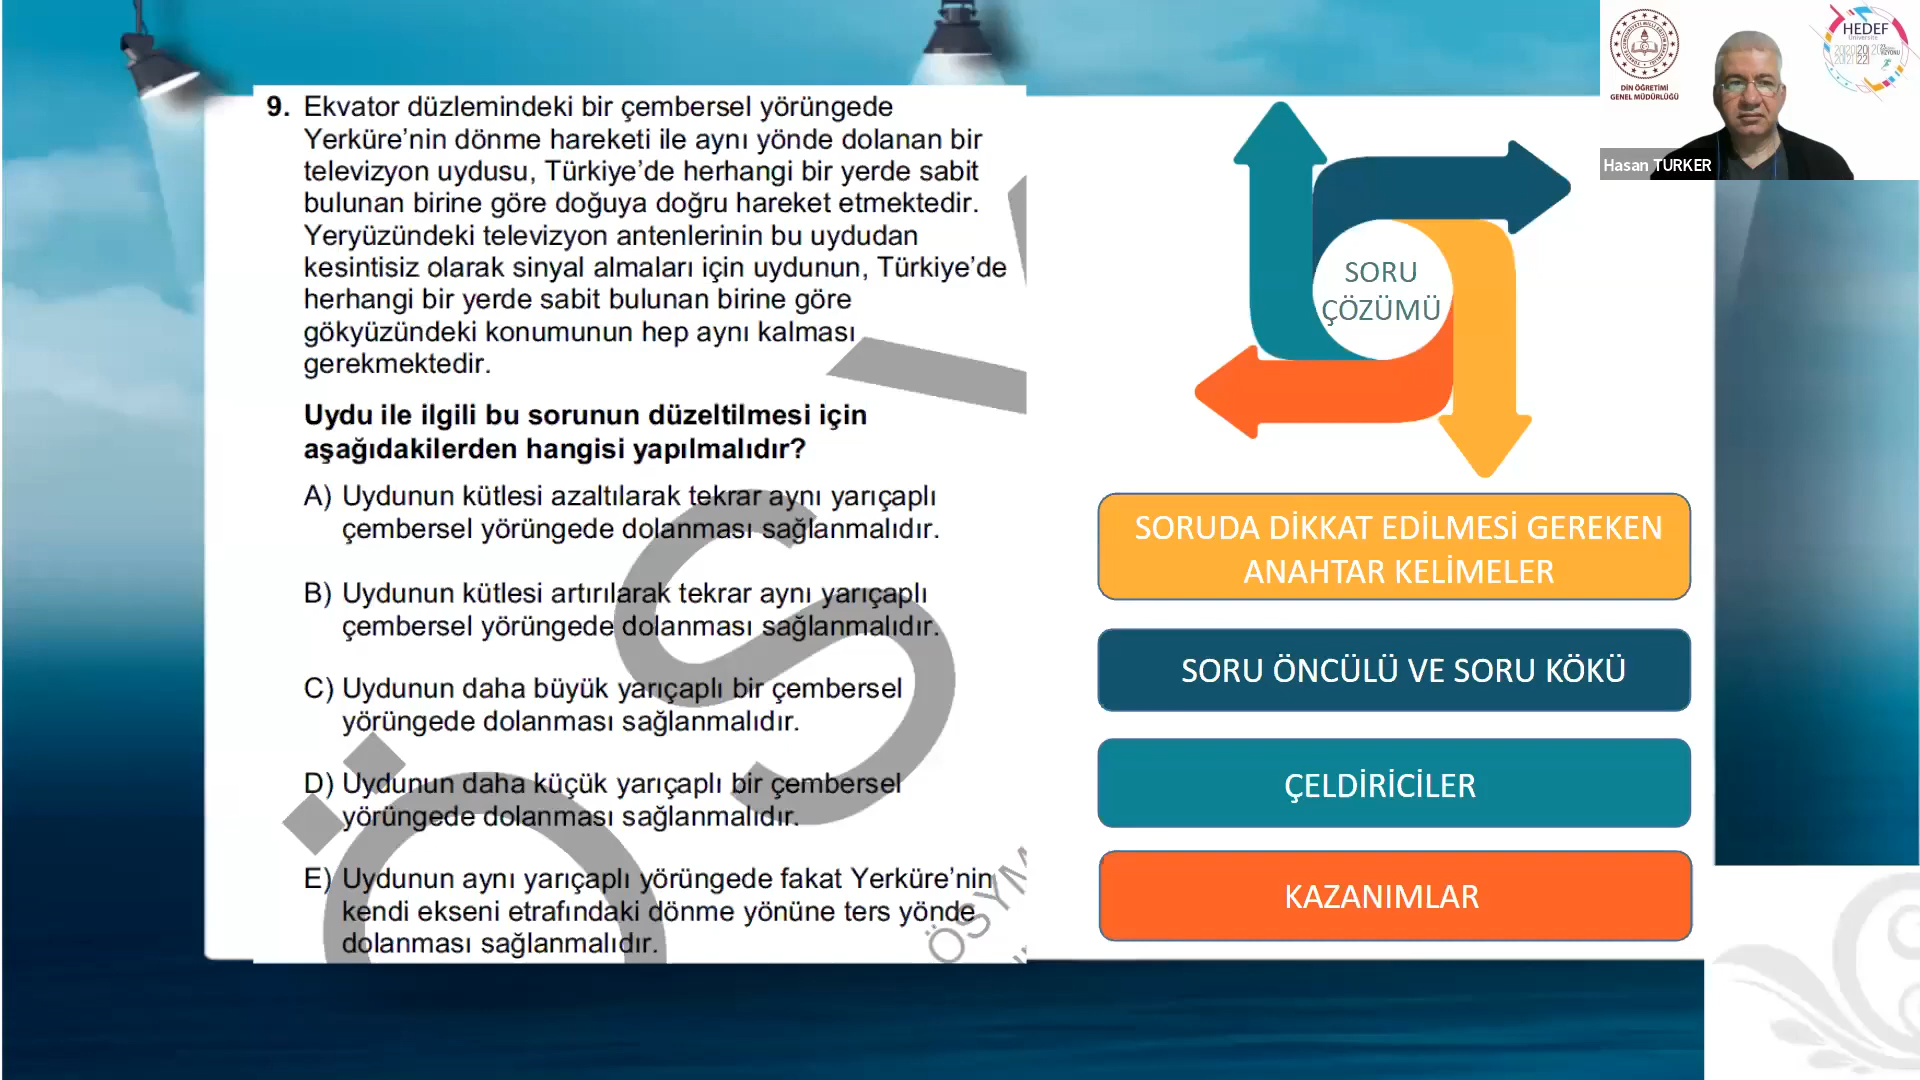 9. Ekvator düzlemindeki bir çembersel yörüngede
Yerküre'nin dönme hareketi ile aynı yönde dolanan bir
televizyon uydusu, Türkiye'de herhangi bir yerde sabit
bulunan birine göre doğuya doğru hareket etmektedir.
Yeryüzündeki televizyon antenlerinin bu uydudan
kesintisiz olarak sinyal almaları için uydunun, Türkiye'de
herhangi bir yerde sabit bulunan birine göre
gökyüzündeki konumunun hep aynı kalması
gerekmektedir.
Uydu ile ilgili bu sorunun düzeltilmesi için
aşağıdakilerden hangisi yapılmalıdır?
A) Uydunun kütlesi azaltılarak tekrar aynı yarıçaplı
çembersel yörüngede dolanması sağlanmalıdır.
B) Uydunun kütlesi artırılarak tekrar aynı yarıçaplı
çembersel yörüngede dolanması sağlanmalıdır.
C) Uydunun daha büyük yarıçaplı bir çembersel
yörüngede dolanması sağlanmalıdır.
D) Uydunun daha küçük yarıçaplı bir çembersel
yörüngede dolanması sağlanmalıdır.
E) Uydunun aynı yarıçaplı yörüngede fakat Yerküre'nin
kendi ekseni etrafındaki dönme yönüne ters yönde
dolanması sağlanmalıdır.
ÖSYM
SORU
ÇÖZÜMÜ
SORUDA DİKKAT EDİLMESİ GEREKEN
ANAHTAR KELİMELER
SORU ÖNCÜLÜ VE SORU KÖKÜ
ÇELDİRİCİLER
KAZANIMLAR
DİN ÖĞRETİMİ
GENEL MÜDÜRLÜĞÜ
HEDEF
Üniversite
Hasan TÜRKER